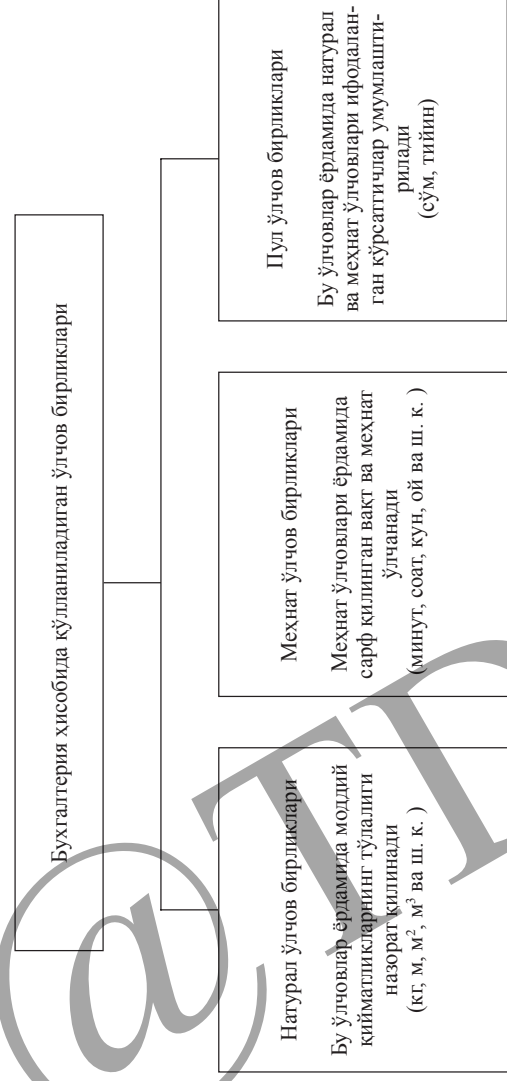 Бухгалтерия ҳисобида қўлланиладиган ўлчов бирликлари
Натурал ўлчов бирликлари
Бу ўлчовлар ёрдамида моддий
қийматликларнинг тўлалиги
назорат қилинади
(кг, м, м², м³ ва ш. к. )
Меҳнат ўлчов бирликлари
Меҳнат ўлчовлари ёрдамида
сарф қилинган вақт ва меҳнат
ўлчанади
(минут, соат, кун, ой ва ш. к. )
Пул ўлчов бирликлари
Бу ўлчовлар ёрдамида натурал
ва меҳнат ўлчовлари ифодалан-
ган кўрсатгичлар умумлашти-
рилади
(сўм, тийин)